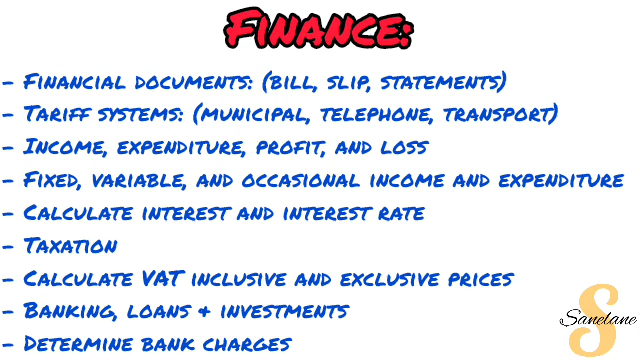 Finance:
- Financial documents: (bill, slip, statements)
- Tariff systems: (municipal, telephone, transport)
- Income, expenditure, profit, and loss
- Fixed, variable, and occasional income and expenditure
- Calculate interest and interest rate
- Taxation
- Calculate VAT inclusive and exclusive prices
- Banking, loans & investments
- Determine bank charges
S
Sanelane